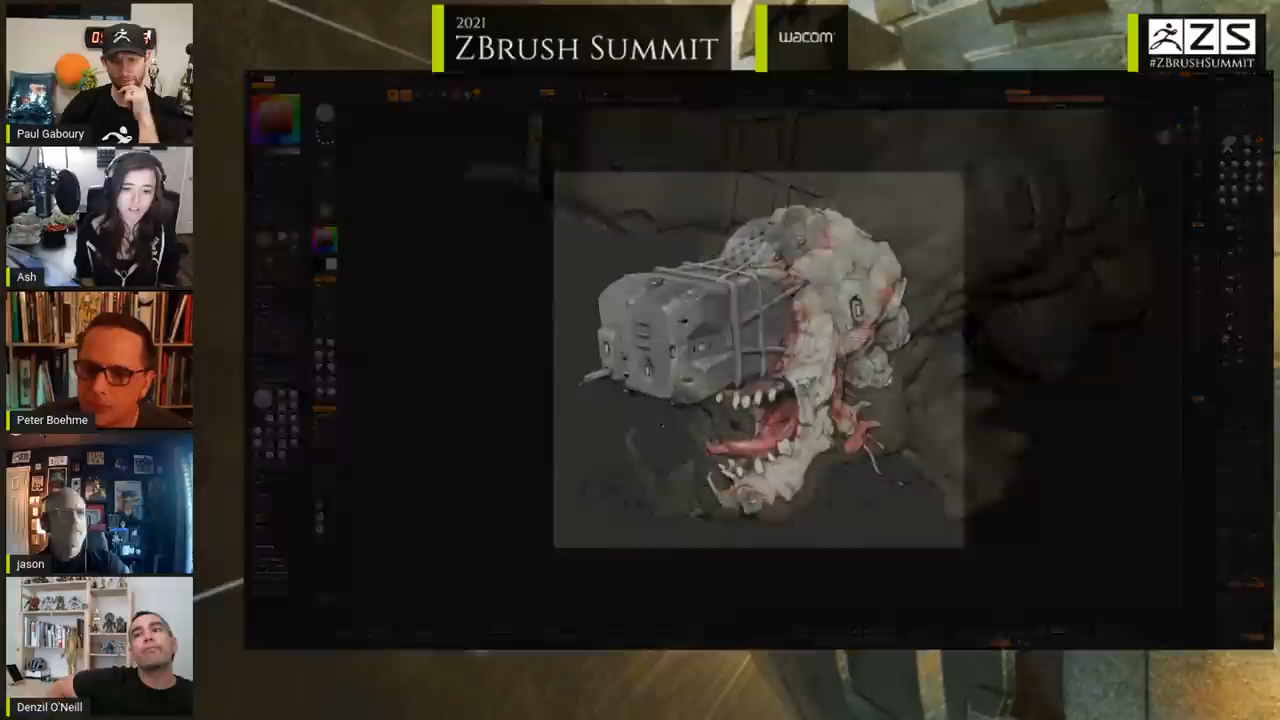 2021
ZBRUSH SUMMIT
wacom
ZS
#ZBRUSHSUMMIT
Paul Gaboury
Ash
Peter Boehme
jason
Denzil O'Neill